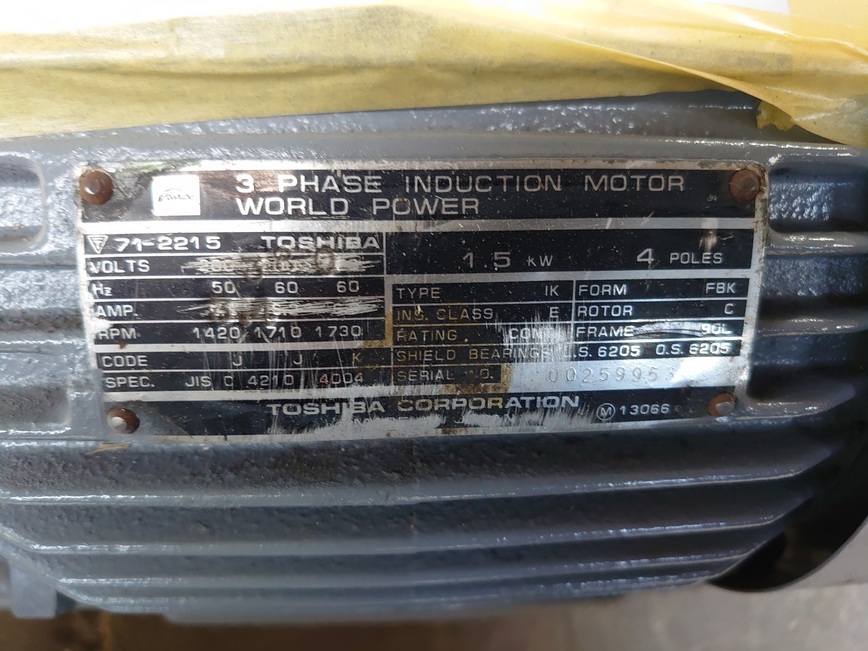 3 PHASE INDUCTION MOTOR
WORLD POWER
71-2215 TOSHIBA
1.5 kW 4 POLES
VOLTS
Hz 50 60 60
AMP.
RPM 1420 1710 1730
CODE J J K
SPEC. JIS C 4210 4004
TYPE IK FORM FBK
INS. CLASS E ROTOR C
RATING CONT FRAME 90L
SHIELD BEARING O.S. 6205 O.S. 6205
SERIAL NO.
TOSHIBA CORPORATION M 13066